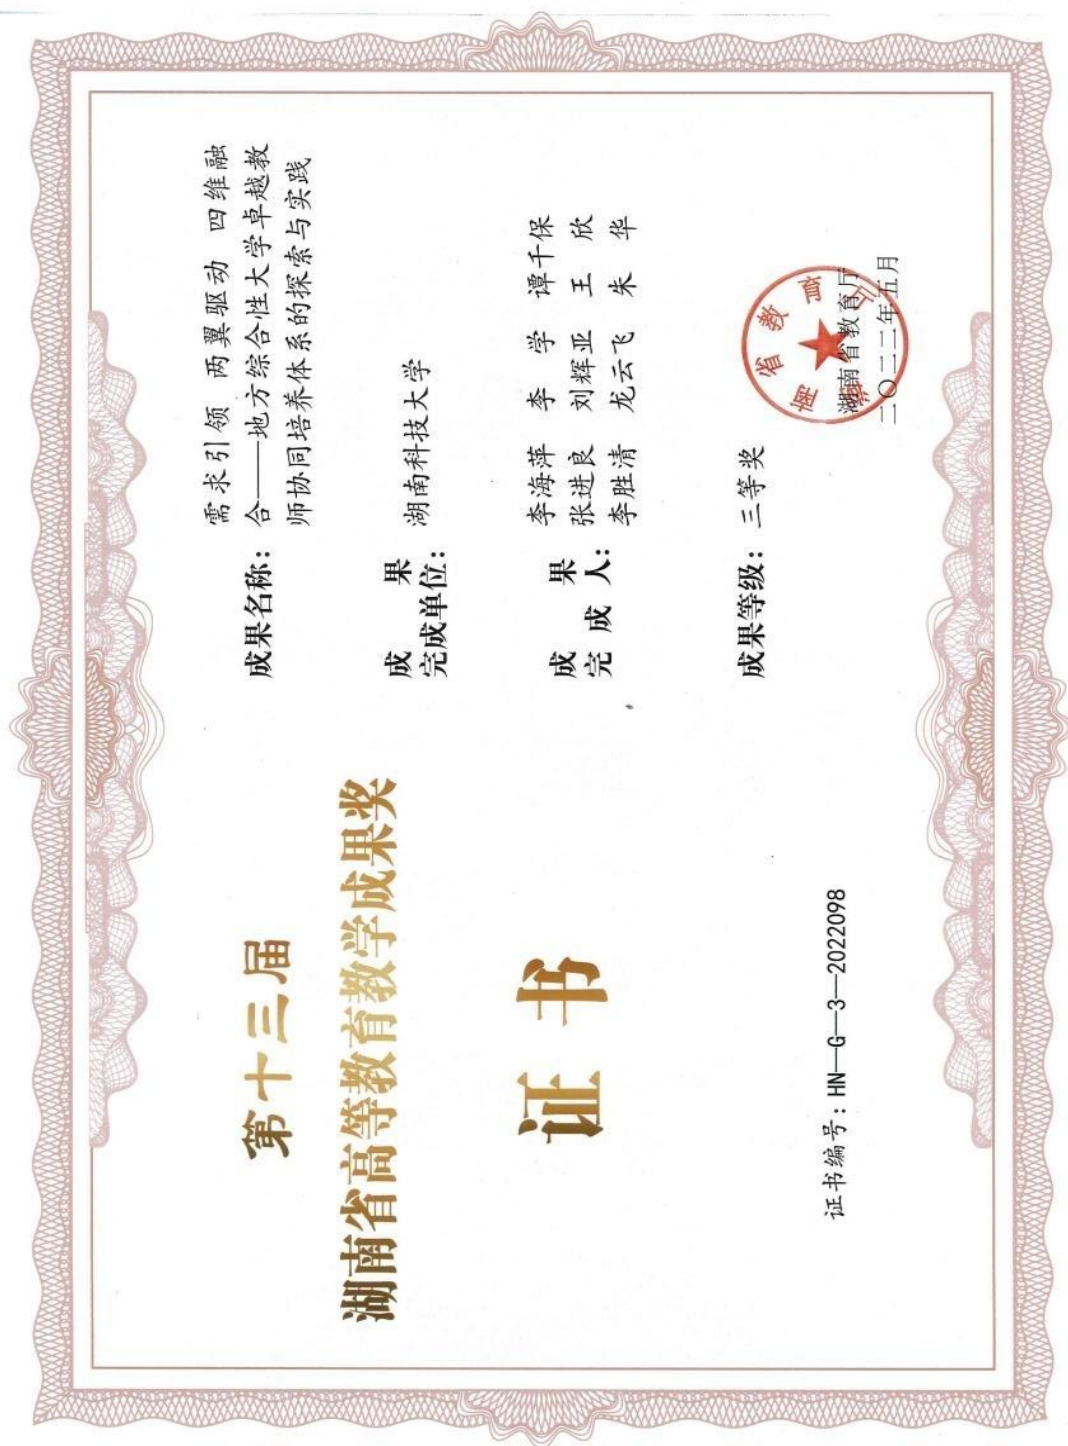 第十三届
湖南省高等教育教学成果奖
证书
证书编号：HN—G—3—2022098
成果名称：
需求引领 两翼驱动 四维融
合——地方综合性大学卓越教
师协同培养体系的探索与实践
成果
完成单位：
湖南科技大学
成果
完成人：
李海萍 李学 谭千保
张进良 刘辉亚 王欣
李胜清 龙云飞 朱华
成果等级：
三等奖
湖南省教育厅
湖南省教育厅
二〇二二年五月